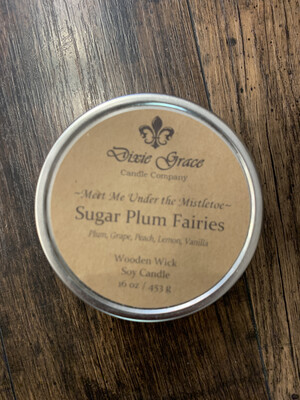 Dixie Grace
Candle Company
~Meet Me Under the Mistletoe~
Sugar Plum Fairies
Plum, Grape, Peach, Lemon, Vanilla
Wooden Wick
Soy Candle
16 oz / 453 g